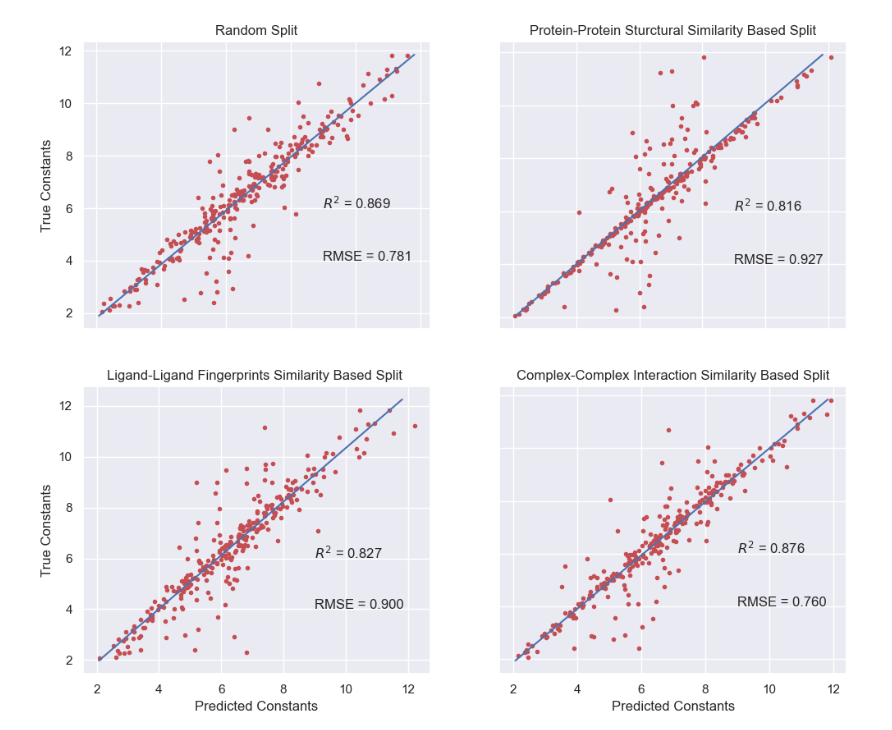 Random Split
Protein-Protein Sturctural Similarity Based Split
12
10
8
6
4
2
True Constants
R² = 0.869
RMSE = 0.781
R² = 0.816
RMSE = 0.927
Ligand-Ligand Fingerprints Similarity Based Split
Complex-Complex Interaction Similarity Based Split
12
10
8
6
4
2
True Constants
R² = 0.827
RMSE = 0.900
R² = 0.876
RMSE = 0.760
2 4 6 8 10 12
2 4 6 8 10 12
Predicted Constants
Predicted Constants